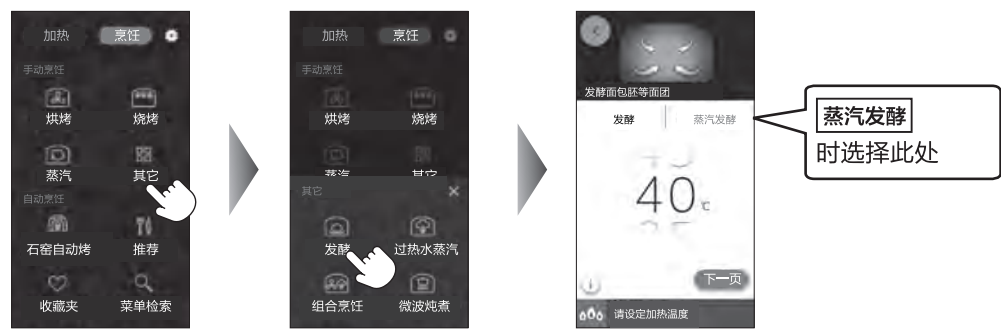 加热 烹饪
手动烹饪
烘烤 烧烤
蒸汽 其它
自动烹饪
石窑自动烤 推荐
收藏夹 菜单检索
加热 烹饪
手动烹饪
烘烤 烧烤
蒸汽 其它
其它 ×
发酵 过热水蒸汽
组合烹饪 微波炖煮
发酵面包胚等面团
发酵 蒸汽发酵
40℃
下一页
请设定加热温度
蒸汽发酵
时选择此处